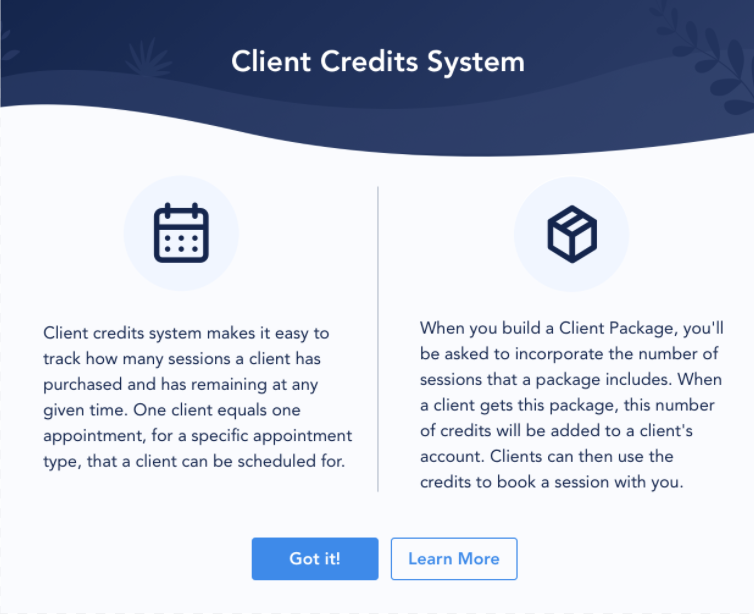 Client Credits System
Client credits system makes it easy to
track how many sessions a client has
purchased and has remaining at any
given time. One client equals one
appointment, for a specific appointment
type, that a client can be scheduled for.
When you build a Client Package, you'll
be asked to incorporate the number of
sessions that a package includes. When
a client gets this package, this number
of credits will be added to a client's
account. Clients can then use the
credits to book a session with you.
Got it!
Learn More